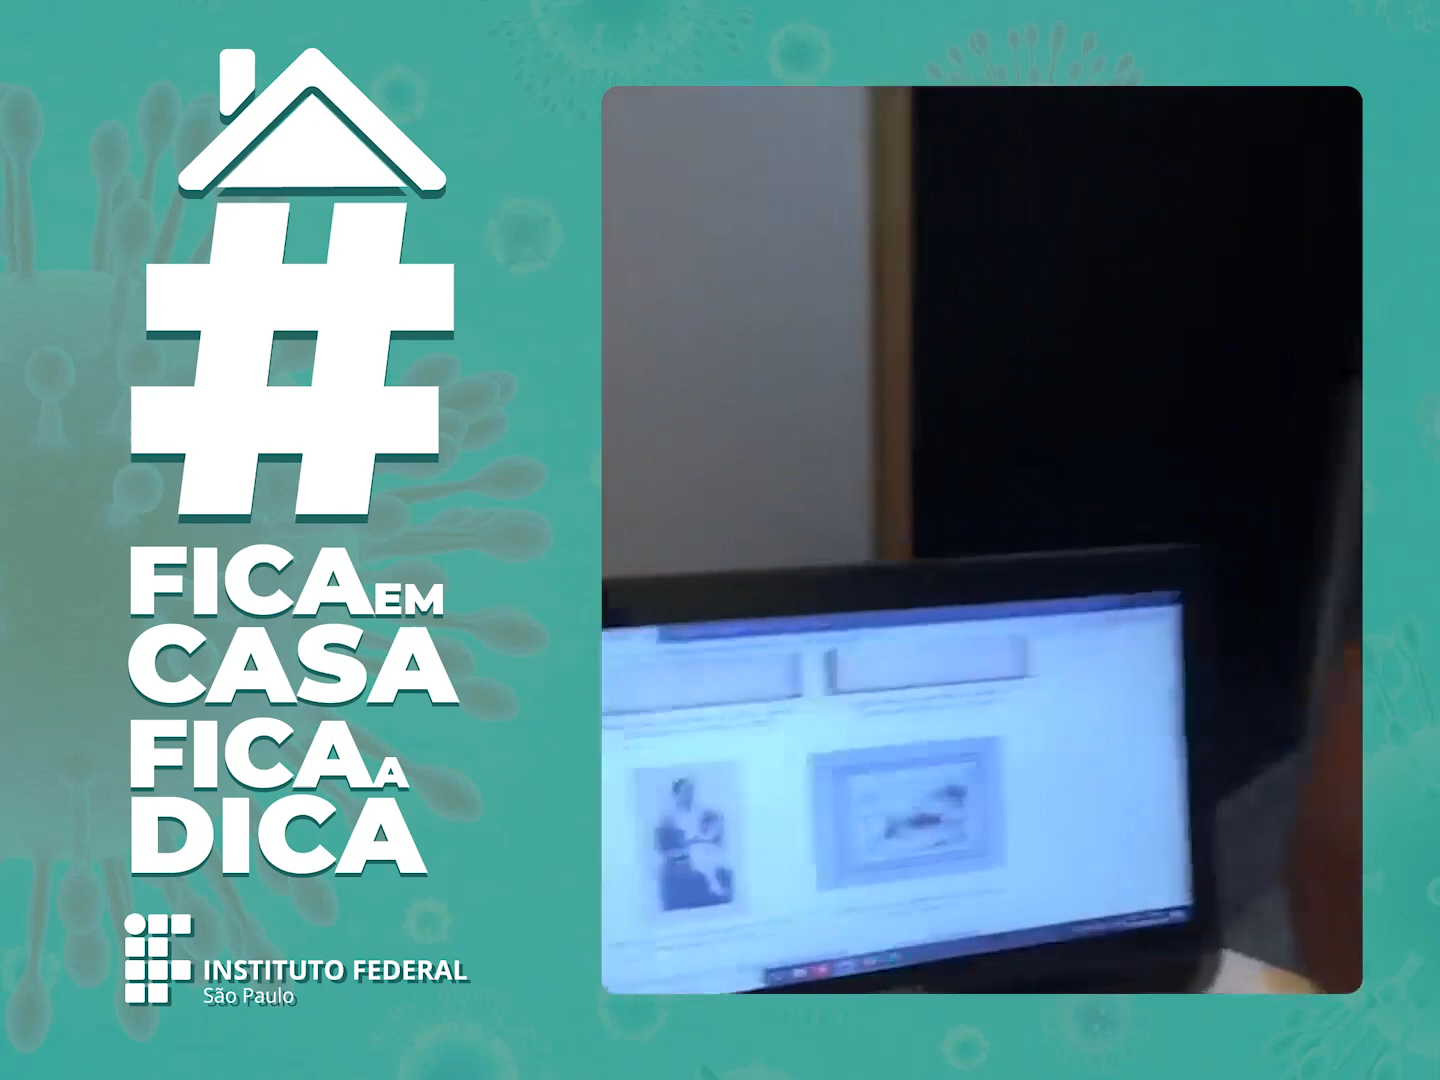 #
FICA EM
CASA
FICA A
DICA
INSTITUTO FEDERAL
São Paulo